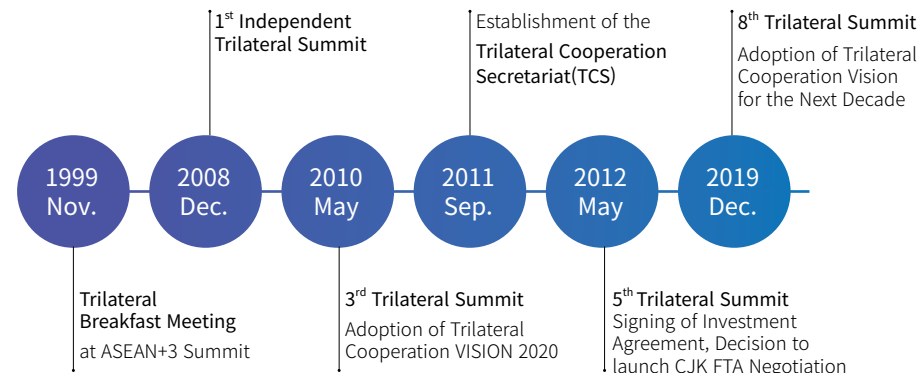 1st Independent
Trilateral Summit
Establishment of the
Trilateral Cooperation
Secretariat(TCS)
8th Trilateral Summit
Adoption of Trilateral
Cooperation Vision
for the Next Decade
1999
Nov.
2008
Dec.
2010
May
2011
Sep.
2012
May
2019
Dec.
Trilateral
Breakfast Meeting
at ASEAN+3 Summit
3rd Trilateral Summit
Adoption of Trilateral
Cooperation VISION 2020
5th Trilateral Summit
Signing of Investment
Agreement, Decision to
launch CJK FTA Negotiation